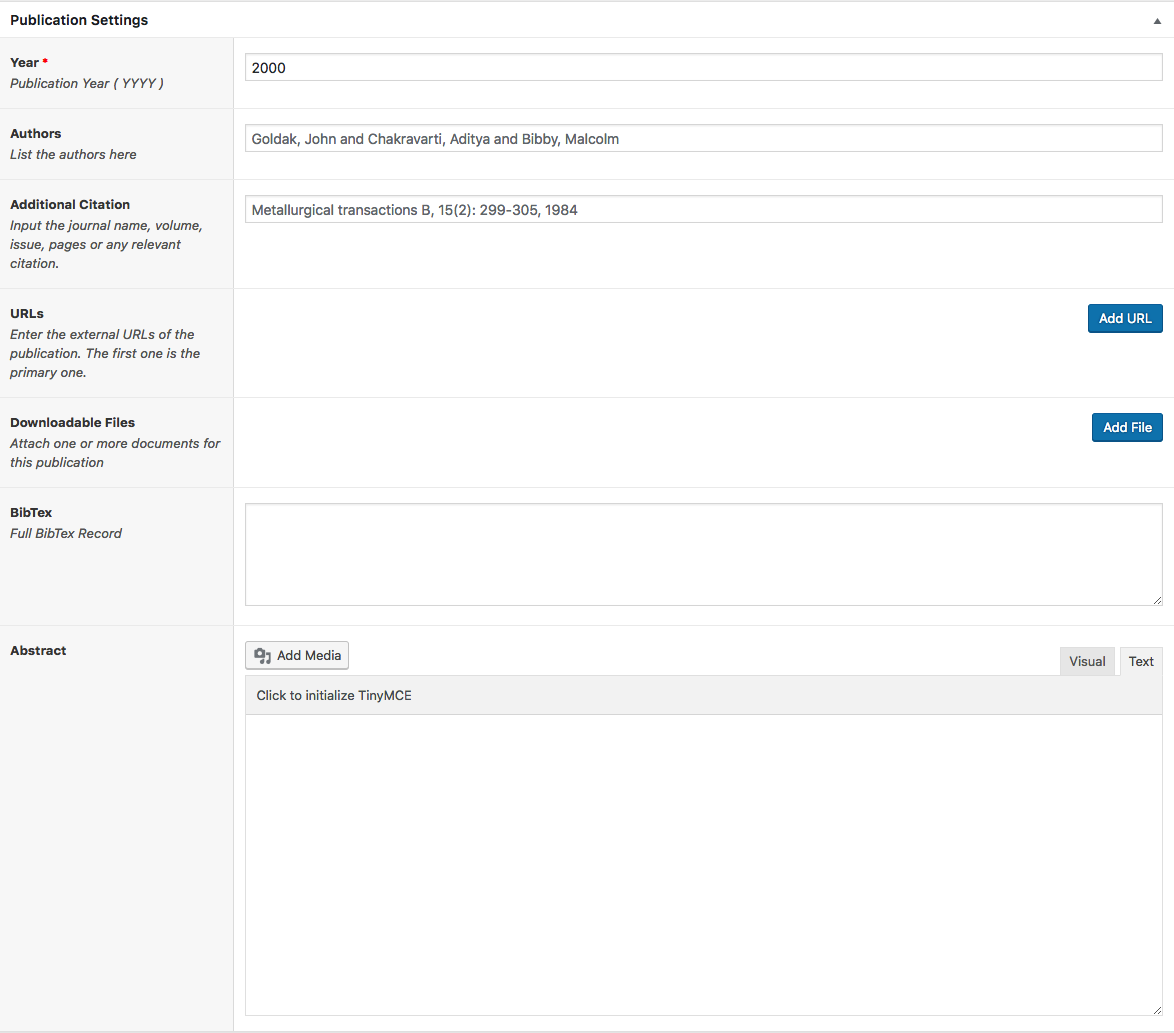 Publication Settings
Year *
Publication Year ( YYYY )
2000
Authors
List the authors here
Goldak, John and Chakravarti, Aditya and Bibby, Malcolm
Additional Citation
Input the journal name, volume,
issue, pages or any relevant
citation.
Metallurgical transactions B, 15(2): 299-305, 1984
URLs
Enter the external URLs of the
publication. The first one is the
primary one.
Add URL
Downloadable Files
Attach one or more documents for
this publication
Add File
BibTex
Full BibTex Record
Abstract
Add Media
Visual
Text
Click to initialize TinyMCE